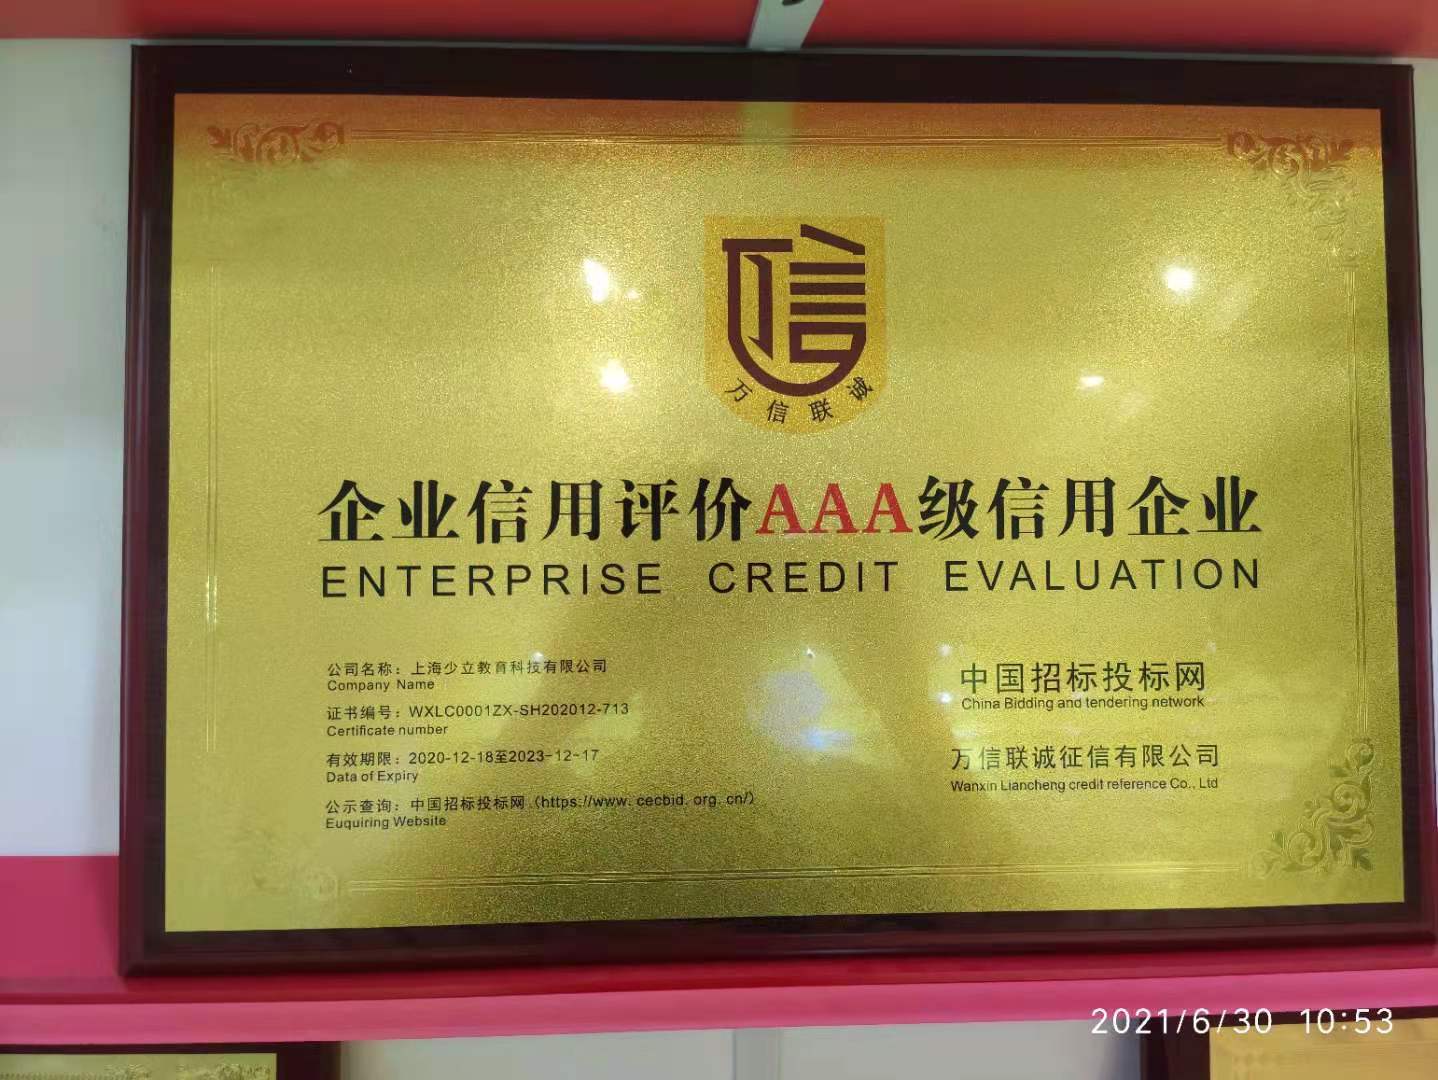 信
万信联诚
企业信用评价AAA级信用企业
ENTERPRISE CREDIT EVALUATION
公司名称：上海少立教育科技有限公司
Company Name
证书编号：WXLC0001ZX-SH202012-713
Certificate number
有效期限：2020-12-18至2023-12-17
Data of Expiry
公示查询：中国招标投标网（https://www. cecbid. org. cn/）
Euquiring Website
中国招标投标网
China Bidding and tendering network
万信联诚征信有限公司
Wanxin Liancheng credit reference Co., Ltd
2021/6/30 10:53